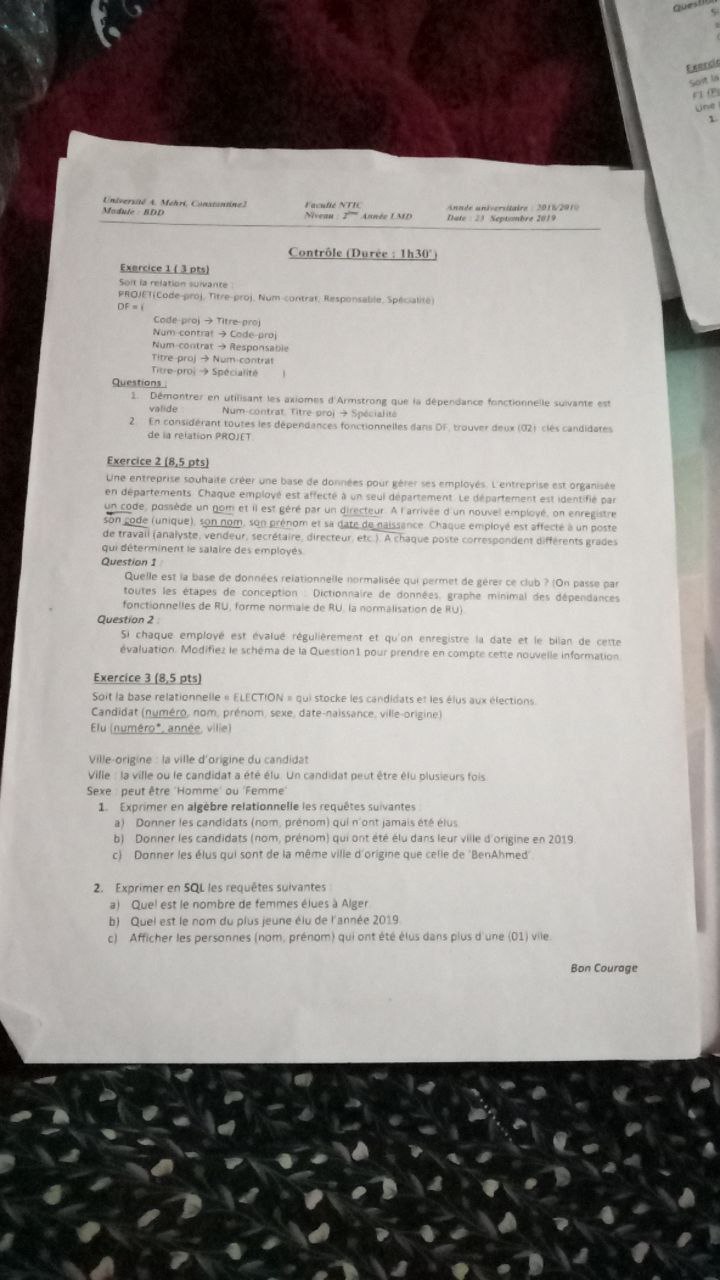 Université A. Mehri, Constantine2 Faculté NTIC Année universitaire : 2018/2019
Module : BDD Niveau : 2ème Année LMD Date : 23 Septembre 2019
Contrôle (Durée : 1h30')
Exercice 1 ( 3 pts)
Soit la relation suivante :
PROJET(Code-proj, Titre-proj, Num-contrat, Responsable, Spécialité)
DF = {
Code-proj → Titre-proj
Num-contrat → Code-proj
Num-contrat → Responsable
Titre-proj → Num-contrat
Titre-proj → Spécialité }
Questions :
1. Démontrer en utilisant les axiomes d'Armstrong que la dépendance fonctionnelle suivante est
valide : Num-contrat, Titre-proj → Spécialité
2. En considérant toutes les dépendances fonctionnelles dans DF, trouver deux (02) clés candidates
de la relation PROJET.
Exercice 2 (8,5 pts)
Une entreprise souhaite créer une base de données pour gérer ses employés. L'entreprise est organisée
en départements. Chaque employé est affecté à un seul département. Le département est identifié par
un code, possède un nom et il est géré par un directeur. A l'arrivée d'un nouvel employé, on enregistre
son code (unique), son nom, son prénom et sa date de naissance. Chaque employé est affecté à un poste
de travail (analyste, vendeur, secrétaire, directeur, etc.). A chaque poste correspondent différents grades
qui déterminent le salaire des employés.
Question 1 :
Quelle est la base de données relationnelle normalisée qui permet de gérer ce club ? (On passe par
toutes les étapes de conception : Dictionnaire de données, graphe minimal des dépendances
fonctionnelles de RU, forme normale de RU, la normalisation de RU).
Question 2 :
Si chaque employé est évalué régulièrement et qu'on enregistre la date et le bilan de cette
évaluation. Modifiez le schéma de la Question1 pour prendre en compte cette nouvelle information.
Exercice 3 (8,5 pts)
Soit la base relationnelle « ELECTION » qui stocke les candidats et les élus aux élections.
Candidat (numéro, nom, prénom, sexe, date-naissance, ville-origine)
Elu (numéro*, année, ville)
Ville-origine : la ville d'origine du candidat
Ville : la ville ou le candidat a été élu. Un candidat peut être élu plusieurs fois.
Sexe : peut être 'Homme' ou 'Femme'
1. Exprimer en algèbre relationnelle les requêtes suivantes :
a) Donner les candidats (nom, prénom) qui n'ont jamais été élus.
b) Donner les candidats (nom, prénom) qui ont été élu dans leur ville d'origine en 2019.
c) Donner les élus qui sont de la même ville d'origine que celle de 'BenAhmed'.
2. Exprimer en SQL les requêtes suivantes :
a) Quel est le nombre de femmes élues à Alger.
b) Quel est le nom du plus jeune élu de l'année 2019.
c) Afficher les personnes (nom, prénom) qui ont été élus dans plus d'une (01) vile.
Bon Courage
Exercice
Soit la
Une
1.